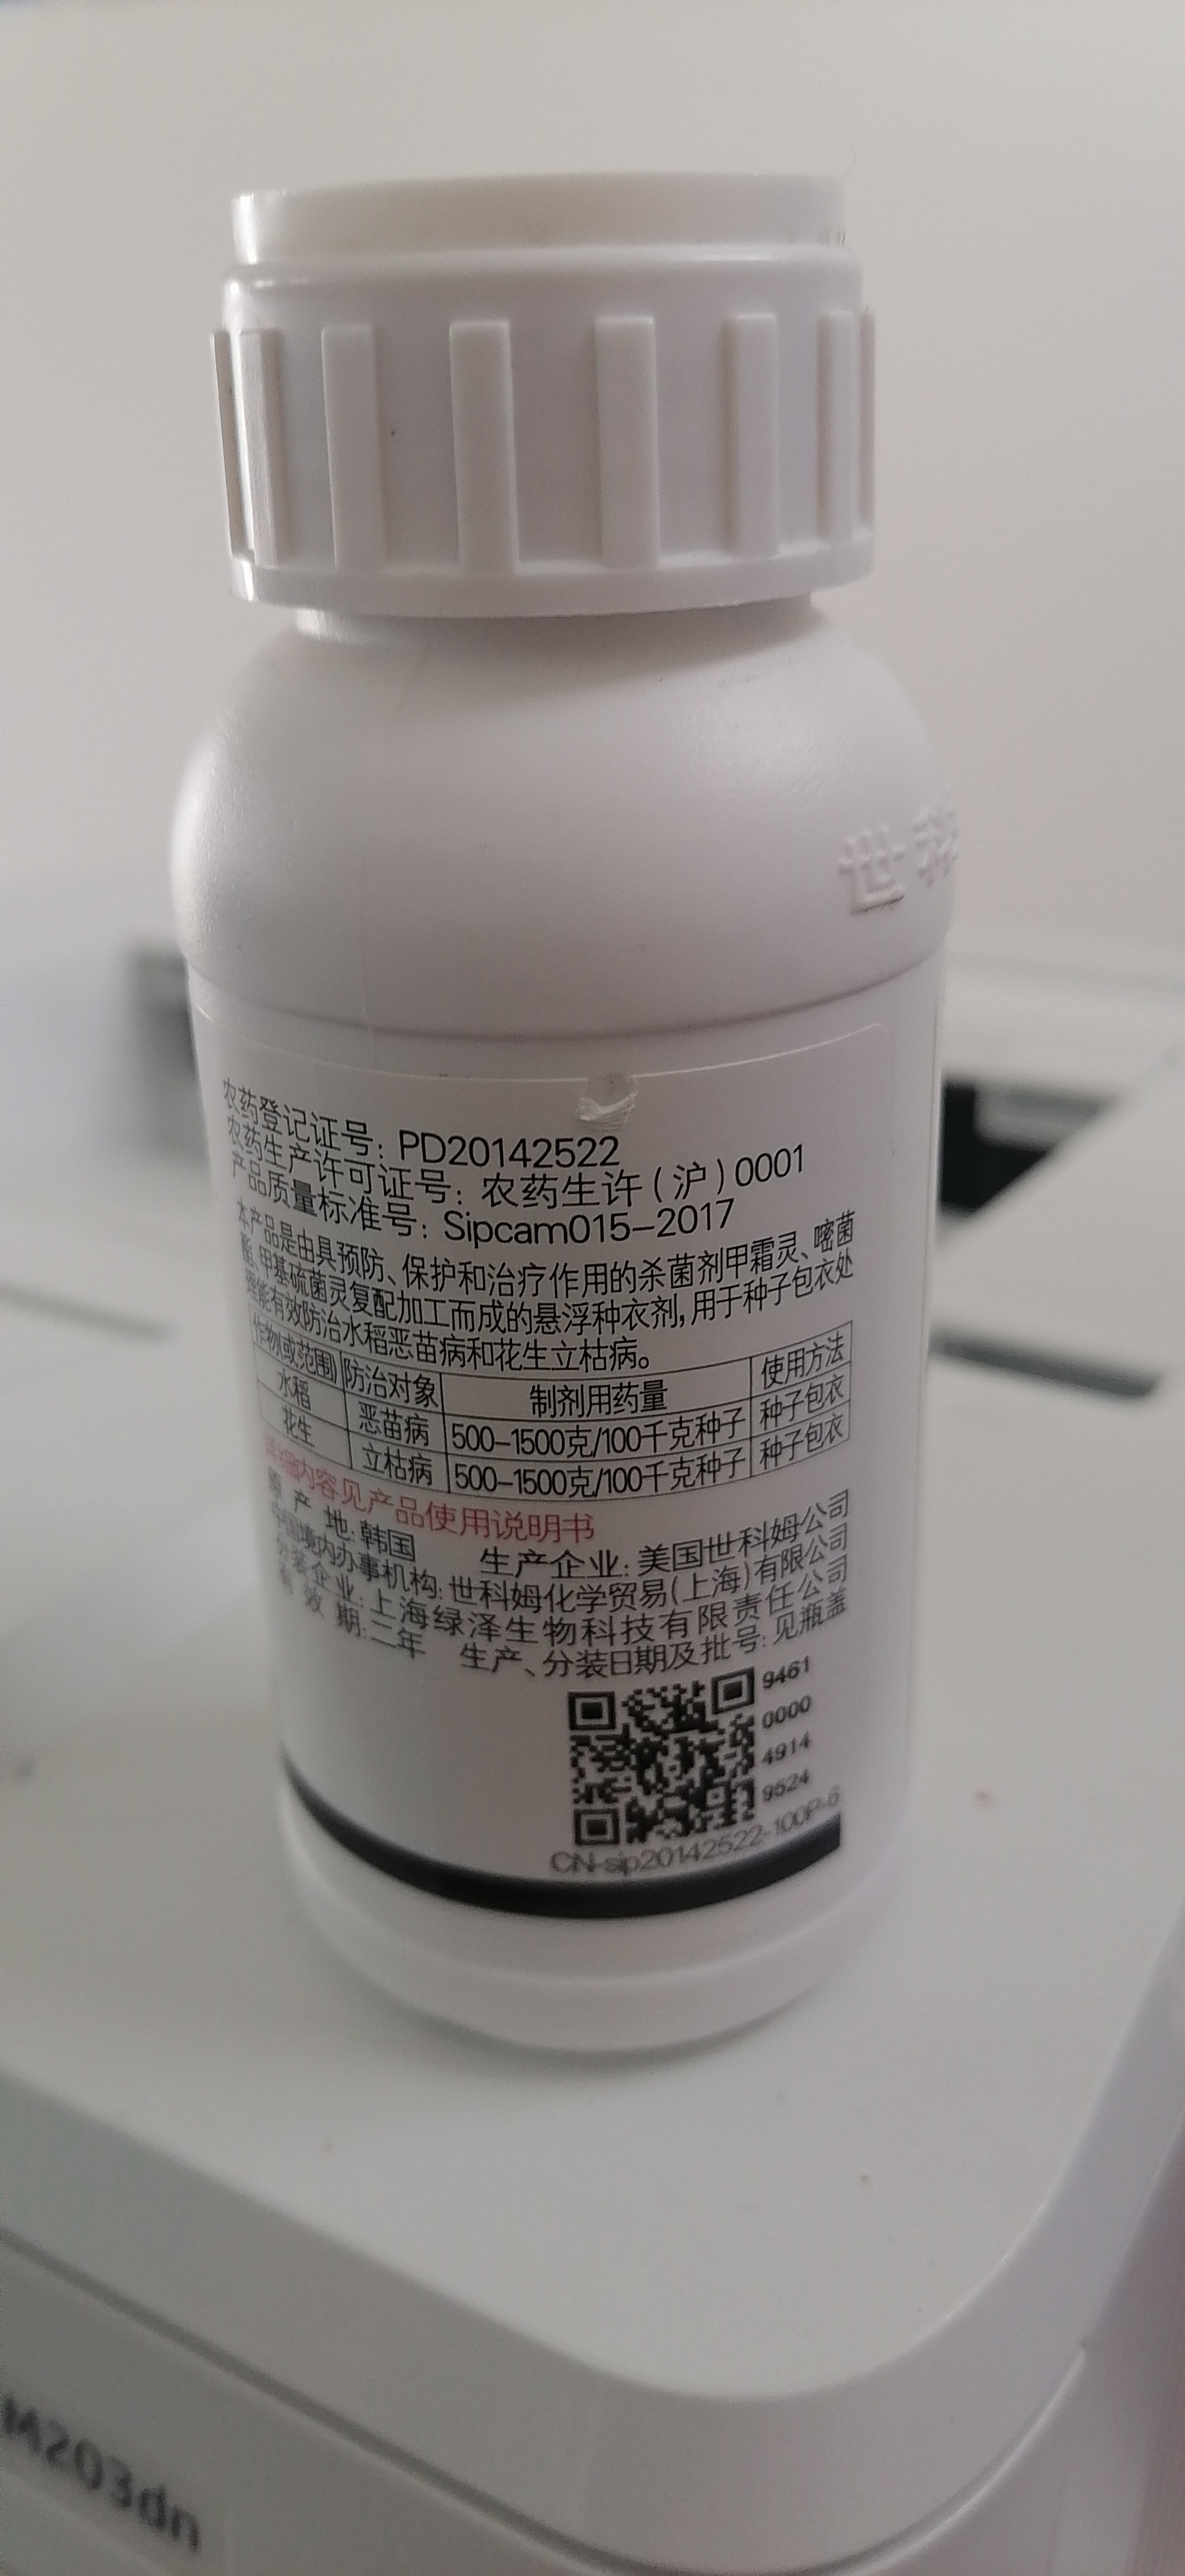 世科
农药登记证号：PD20142522
农药生产许可证号：农药生许(沪)0001
产品质量标准号：Sipcam015-2017
本产品是由具预防、保护和治疗作用的杀菌剂甲霜灵、嘧菌
酯、甲基硫菌灵复配加工而成的悬浮种衣剂，用于种子包衣处
理能有效防治水稻恶苗病和花生立枯病。
作物(或范围) 防治对象 制剂用药量 使用方法
水稻 恶苗病 500-1500克/100千克种子 种子包衣
花生 立枯病 500-1500克/100千克种子 种子包衣
详细内容见产品使用说明书
原产地：韩国 生产企业：美国世科姆公司
中国境内办事机构：世科姆化学贸易(上海)有限公司
分装企业：上海绿泽生物科技有限责任公司
有效期：二年 生产、分装日期及批号：见瓶盖
9461
0000
4914
9524
CN-sip20142522-100P-6
M203dn